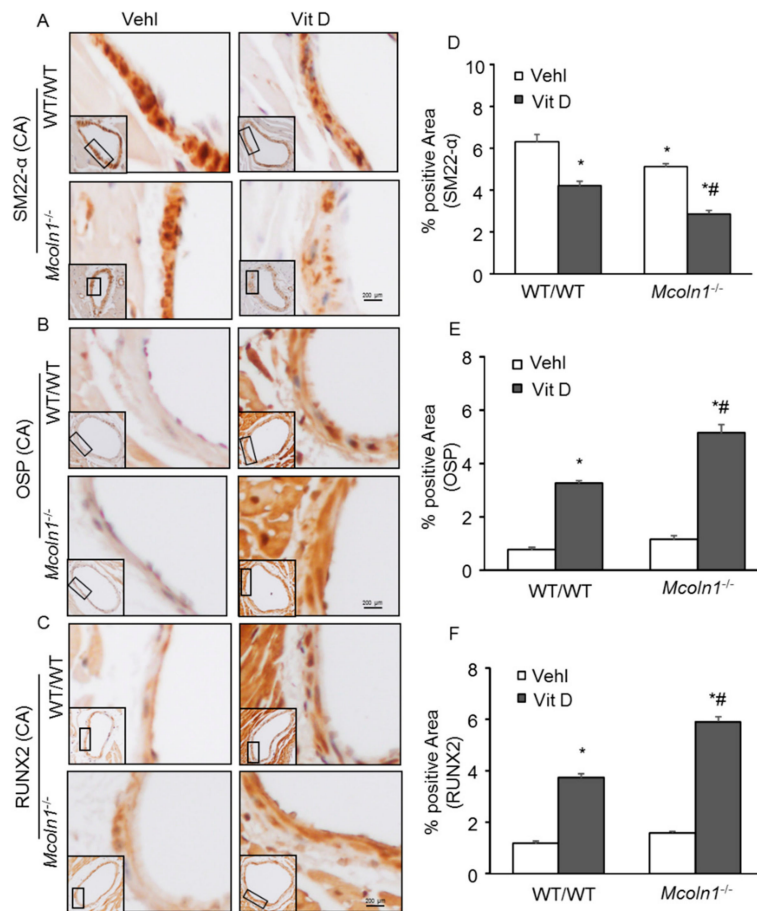 A
Vehl
Vit D
SM22-α (CA)
WT/WT
Mcoln1-/-
200 μm
B
OSP (CA)
WT/WT
Mcoln1-/-
200 μm
C
RUNX2 (CA)
WT/WT
Mcoln1-/-
200 μm
D
% positive Area
(SM22-α)
10
8
6
4
2
0
Vehl
Vit D
*
*
*#
WT/WT
Mcoln1-/-
E
% positive Area
(OSP)
8
6
4
2
0
Vehl
Vit D
*
*#
WT/WT
Mcoln1-/-
F
% positive Area
(RUNX2)
8
6
4
2
0
Vehl
Vit D
*
*#
WT/WT
Mcoln1-/-